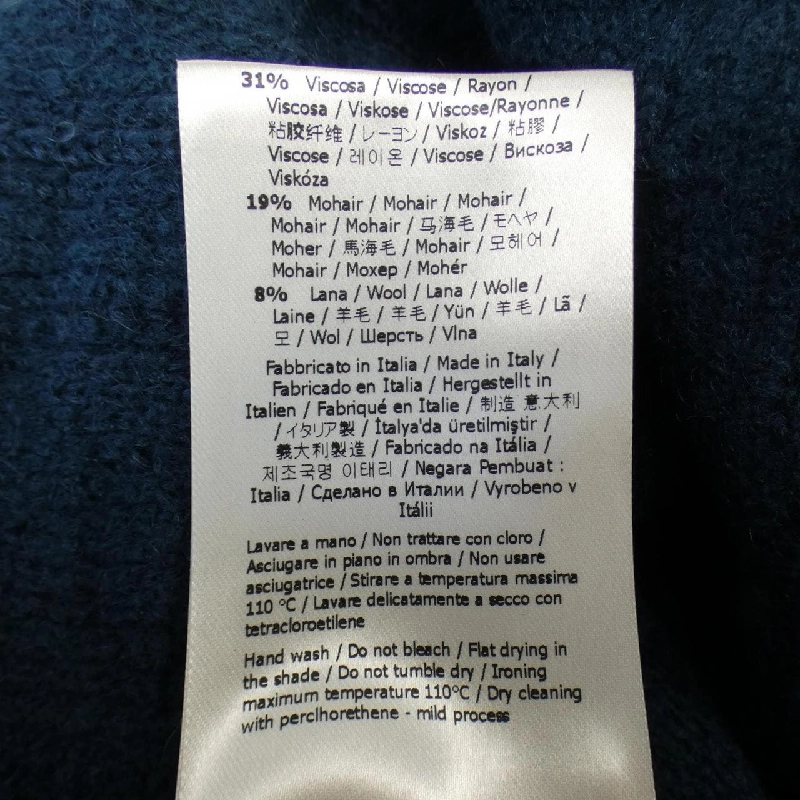 31% Viscosa / Viscose / Rayon /
Viscosa / Viskose / Viscose/Rayonne /
粘胶纤维 / レーヨン / Viskoz / 粘膠 /
Viscose / 레이온 / Viscose / Вискоза /
Viskóza
19% Mohair / Mohair / Mohair /
Mohair / Mohair / 马海毛 / モヘヤ /
Moher / 馬海毛 / Mohair / 모헤어 /
Mohair / Мохер / Mohér
8% Lana / Wool / Lana / Wolle /
Laine / 羊毛 / 羊毛 / Yün / 羊毛 / Lã /
모 / Wol / Шерсть / Vlna
Fabbricato in Italia / Made in Italy /
Fabricado en Italia / Hergestellt in
Italien / Fabriqué en Italie / 制造 意大利
/ イタリア製 / İtalya'da üretilmiştir /
義大利製造 / Fabricado na Itália /
제조국명 이태리 / Negara Pembuat :
Italia / Сделано в Италии / Vyrobeno v
Itálii
Lavare a mano / Non trattare con cloro /
Asciugare in piano in ombra / Non usare
asciugatrice / Stirare a temperatura massima
110 °C / Lavare delicatamente a secco con
tetracloroetilene
Hand wash / Do not bleach / Flat drying in
the shade / Do not tumble dry / Ironing
maximum temperature 110°C / Dry cleaning
with perclhorethene - mild process